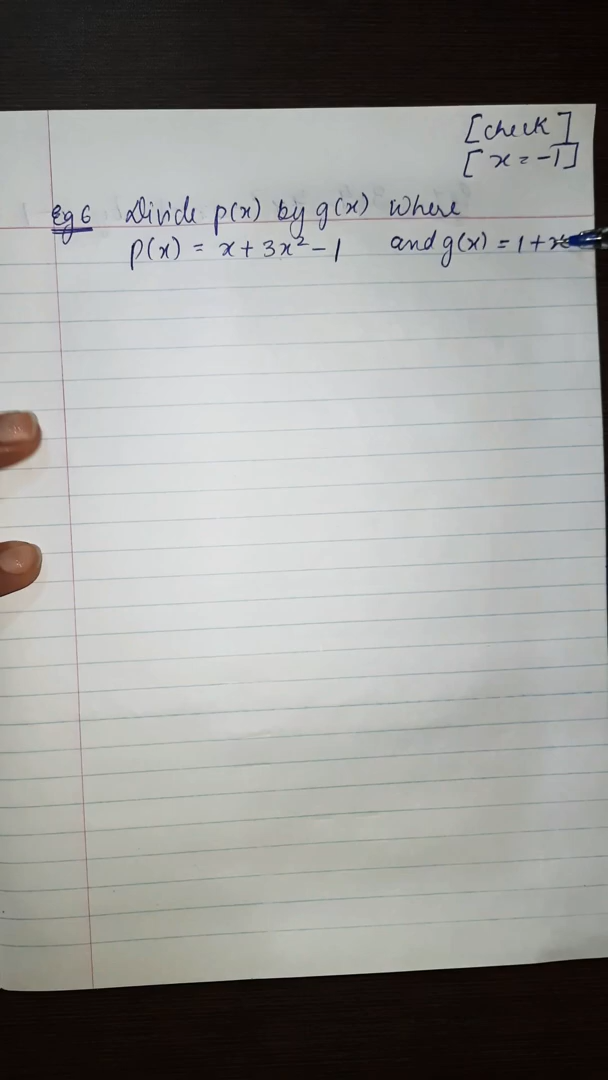 [check]
[x = -1]
Eg 6 Divide p(x) by g(x) where
p(x) = x + 3x² - 1 and g(x) = 1 + x